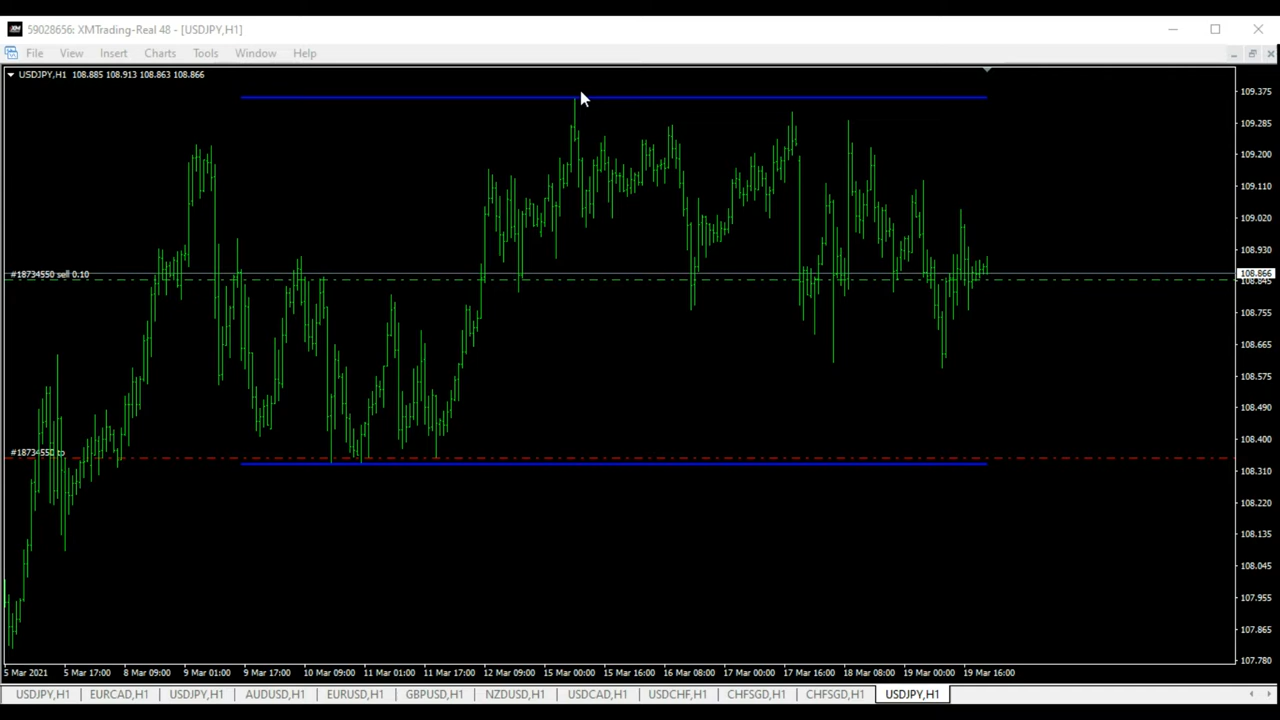 59028656: XMTrading-Real 48 - [USDJPY,H1]
File View Insert Charts Tools Window Help
USDJPY,H1 108.885 108.913 108.863 108.866
109.375
109.285
109.200
109.110
109.020
108.930
#18734550 sell 0.10
108.866
108.845
108.755
108.665
108.575
108.490
108.400
#18734550 tp
108.310
108.220
108.135
108.045
107.955
107.865
107.780
5 Mar 2021 5 Mar 17:00 8 Mar 09:00 9 Mar 01:00 9 Mar 17:00 10 Mar 09:00 11 Mar 01:00 11 Mar 17:00 12 Mar 09:00 15 Mar 00:00 15 Mar 16:00 16 Mar 08:00 17 Mar 00:00 17 Mar 16:00 18 Mar 08:00 19 Mar 00:00 19 Mar 16:00
USDJPY,H1 EURCAD,H1 USDJPY,H1 AUDUSD,H1 EURUSD,H1 GBPUSD,H1 NZDUSD,H1 USDCAD,H1 USDCHF,H1 CHFSGD,H1 CHFSGD,H1 USDJPY,H1